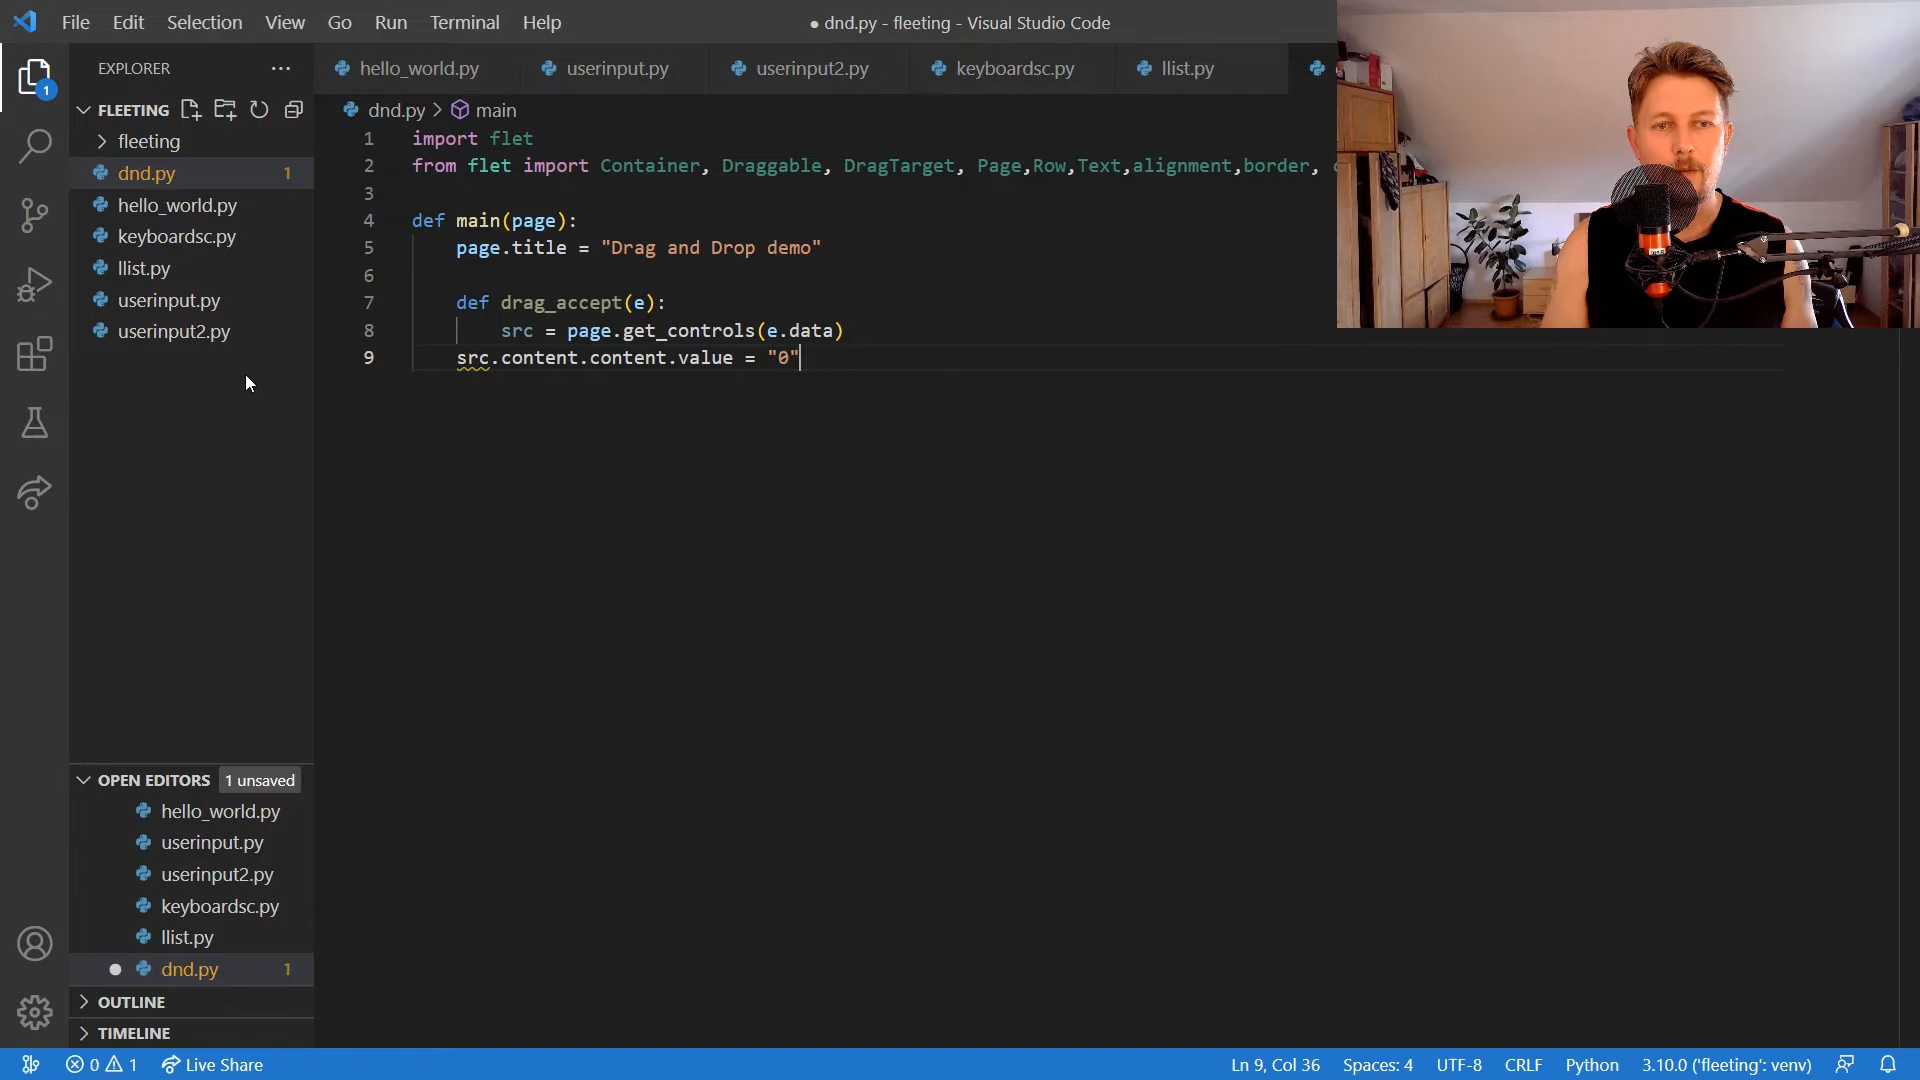 File Edit Selection View Go Run Terminal Help
● dnd.py - fleeting - Visual Studio Code
EXPLORER
hello_world.py userinput.py userinput2.py keyboardsc.py llist.py
FLEETING
dnd.py > main
fleeting
dnd.py 1
hello_world.py
keyboardsc.py
llist.py
userinput.py
userinput2.py
1 import flet
2 from flet import Container, Draggable, DragTarget, Page,Row,Text,alignment,border,
3
4 def main(page):
5 page.title = "Drag and Drop demo"
6
7 def drag_accept(e):
8 src = page.get_controls(e.data)
9 src.content.content.value = "0"
1
OPEN EDITORS 1 unsaved
hello_world.py
userinput.py
userinput2.py
keyboardsc.py
llist.py
dnd.py 1
OUTLINE
TIMELINE
0 1 Live Share Ln 9, Col 36 Spaces: 4 UTF-8 CRLF Python 3.10.0 ('fleeting': venv)